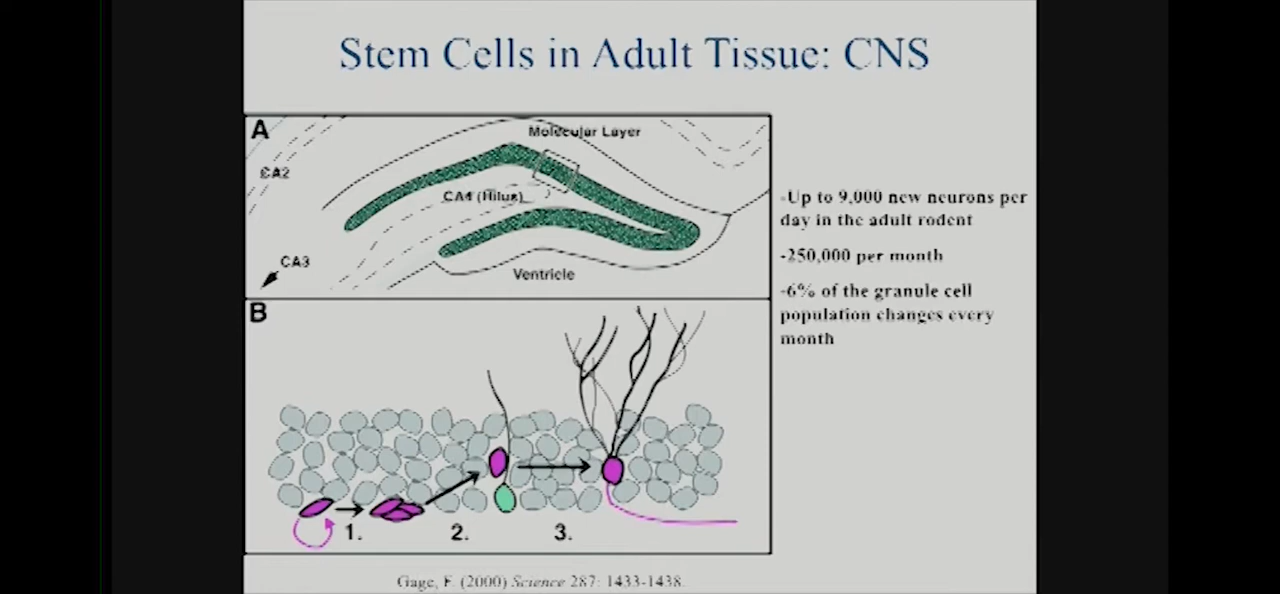 Stem Cells in Adult Tissue: CNS
A
Molecular Layer
CA2
CA4 (Hilus)
CA3
Ventricle
-Up to 9,000 new neurons per
day in the adult rodent
-250,000 per month
-6% of the granule cell
population changes every
month
B
1.
2.
3.
Gage, F. (2000) Science 287: 1433-1438.